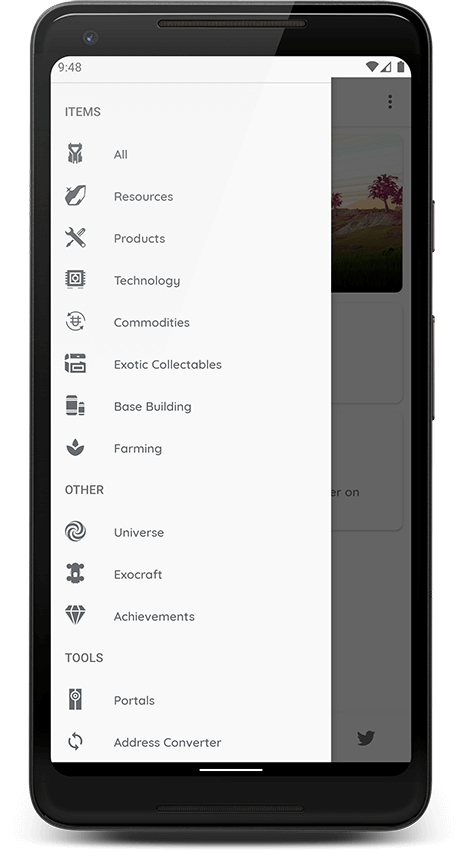 9:48
ITEMS
All
Resources
Products
Technology
Commodities
Exotic Collectables
Base Building
er on
Farming
OTHER
Universe
Exocraft
Achievements
TOOLS
Portals
Address Converter